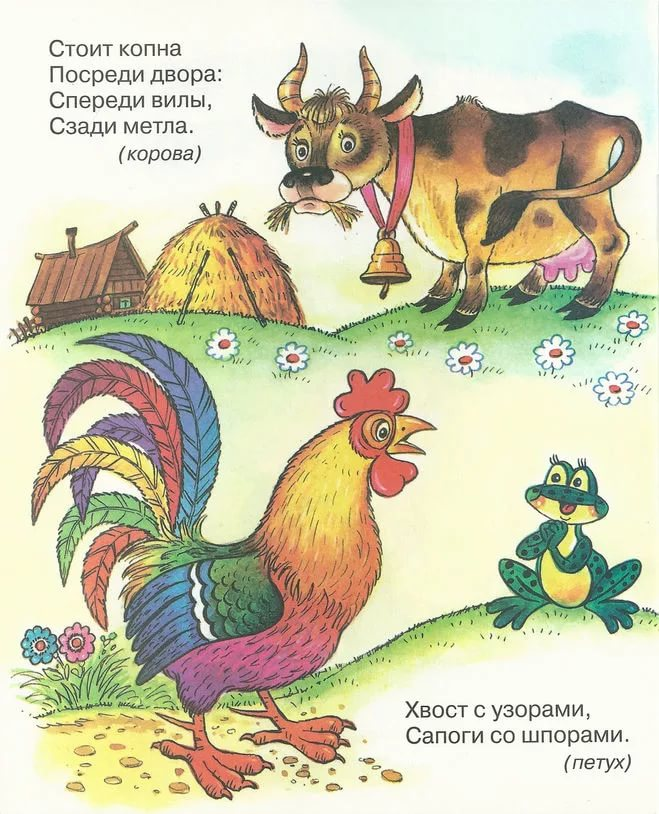 Стоит копна
Посреди двора:
Спереди вилы,
Сзади метла.
(корова)
Хвост с узорами,
Сапоги со шпорами.
(петух)